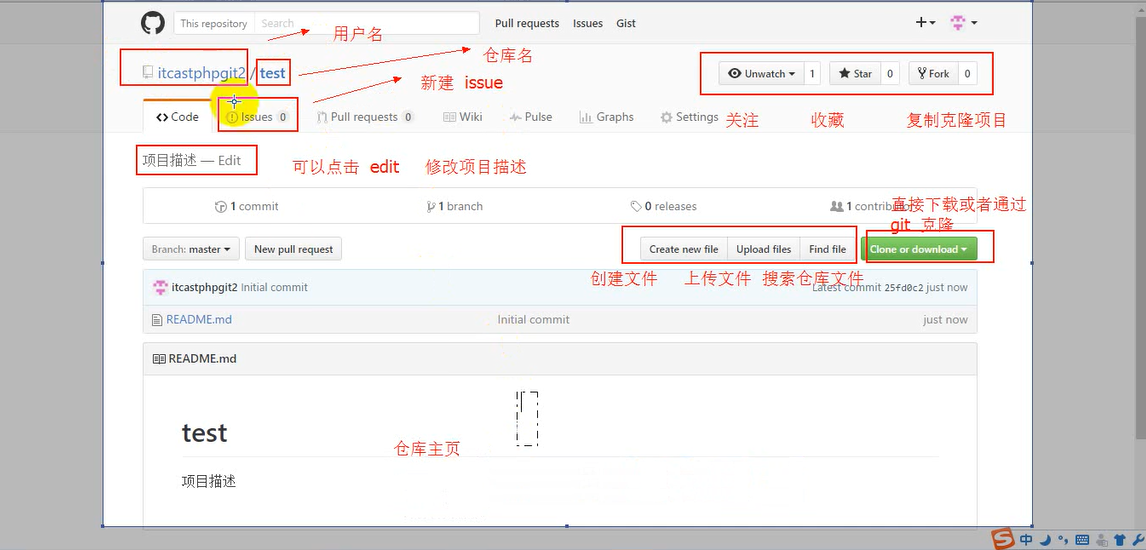 This repository Search Pull requests Issues Gist
用户名
仓库名
itcastphpgit2 / test
Unwatch 1 Star 0 Fork 0
新建 issue
Code Issues 0 Pull requests 0 Wiki Pulse Graphs Settings
关注 收藏 复制克隆项目
项目描述 — Edit
可以点击 edit 修改项目描述
1 commit 1 branch 0 releases 1 contributor
直接下载或者通过
git 克隆
Branch: master New pull request Create new file Upload files Find file Clone or download
创建文件 上传文件 搜索仓库文件
itcastphpgit2 Initial commit Latest commit 25fd0c2 just now
README.md Initial commit just now
README.md
test
仓库主页
项目描述
中